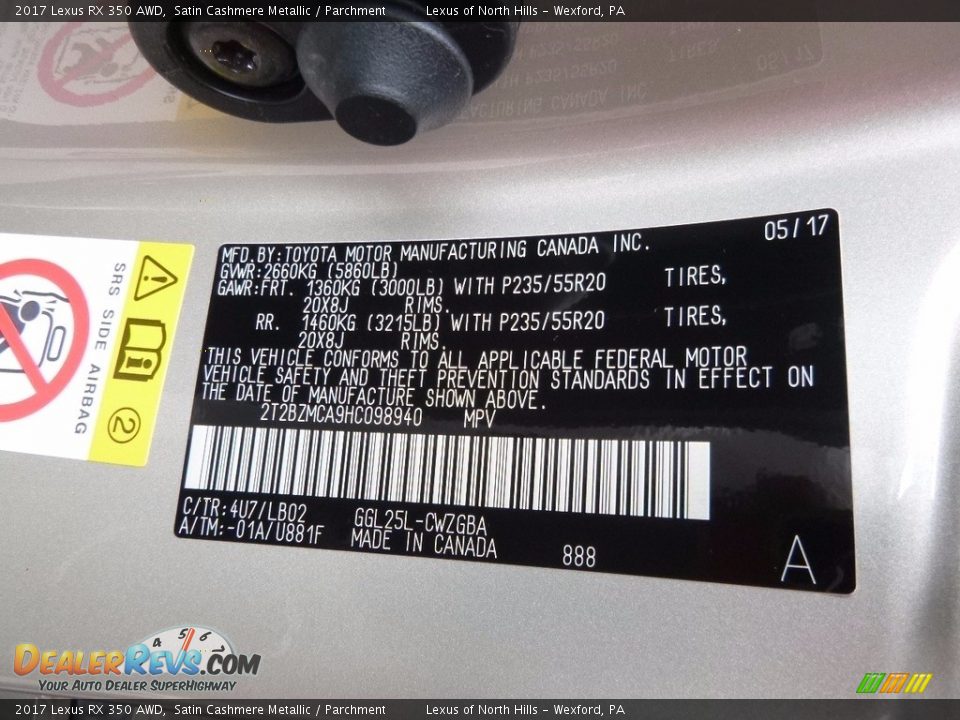 2017 Lexus RX 350 AWD, Satin Cashmere Metallic / Parchment Lexus of North Hills - Wexford, PA
05/17
MFD.BY:TOYOTA MOTOR MANUFACTURING CANADA INC.
GVWR:2660KG (5860LB)
GAWR:FRT. 1360KG (3000LB) WITH P235/55R20 TIRES,
20X8J RIMS.
RR. 1460KG (3215LB) WITH P235/55R20 TIRES,
20X8J RIMS.
THIS VEHICLE CONFORMS TO ALL APPLICABLE FEDERAL MOTOR
VEHICLE SAFETY AND THEFT PREVENTION STANDARDS IN EFFECT ON
THE DATE OF MANUFACTURE SHOWN ABOVE.
2T2BZMCA9HC098940 MPV
C/TR:4U7/LB02 GGL25L-CWZGBA
A/TM:-01A/U881F MADE IN CANADA 888
A
SRS SIDE AIRBAG
2
4 5 6
DEALERREVS.COM
YOUR AUTO DEALER SUPERHIGHWAY
2017 Lexus RX 350 AWD, Satin Cashmere Metallic / Parchment Lexus of North Hills - Wexford, PA